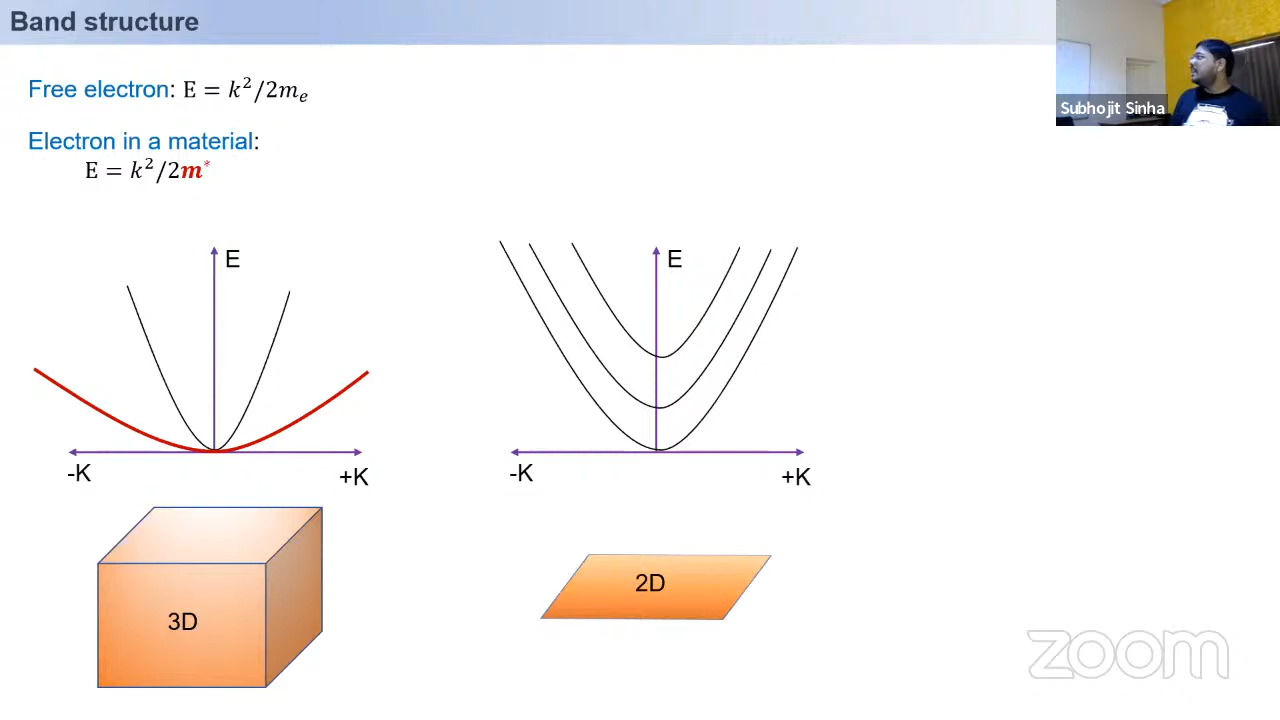 Band structure
Subhojit Sinha
Free electron: E = k²/2mₑ
Electron in a material:
E = k²/2m*
E
-K
+K
E
-K
+K
3D
2D
zoom